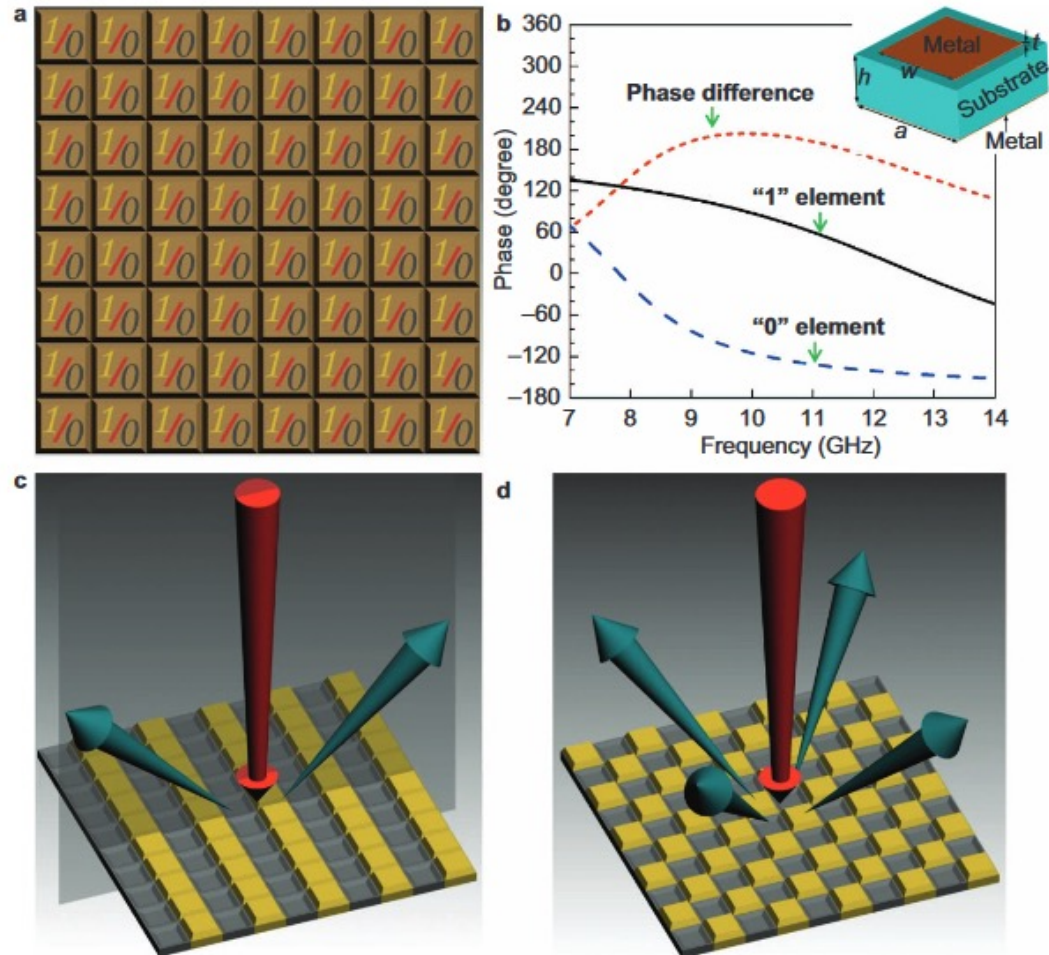 a
1/0 1/0 1/0 1/0 1/0 1/0 1/0 1/0
1/0 1/0 1/0 1/0 1/0 1/0 1/0 1/0
1/0 1/0 1/0 1/0 1/0 1/0 1/0 1/0
1/0 1/0 1/0 1/0 1/0 1/0 1/0 1/0
1/0 1/0 1/0 1/0 1/0 1/0 1/0 1/0
1/0 1/0 1/0 1/0 1/0 1/0 1/0 1/0
1/0 1/0 1/0 1/0 1/0 1/0 1/0 1/0
1/0 1/0 1/0 1/0 1/0 1/0 1/0 1/0
b
360
300
240
180
120
60
0
−60
−120
−180
Phase (degree)
7 8 9 10 11 12 13 14
Frequency (GHz)
Phase difference
“1” element
“0” element
Metal
t
h
w
Substrate
a
Metal
c
d